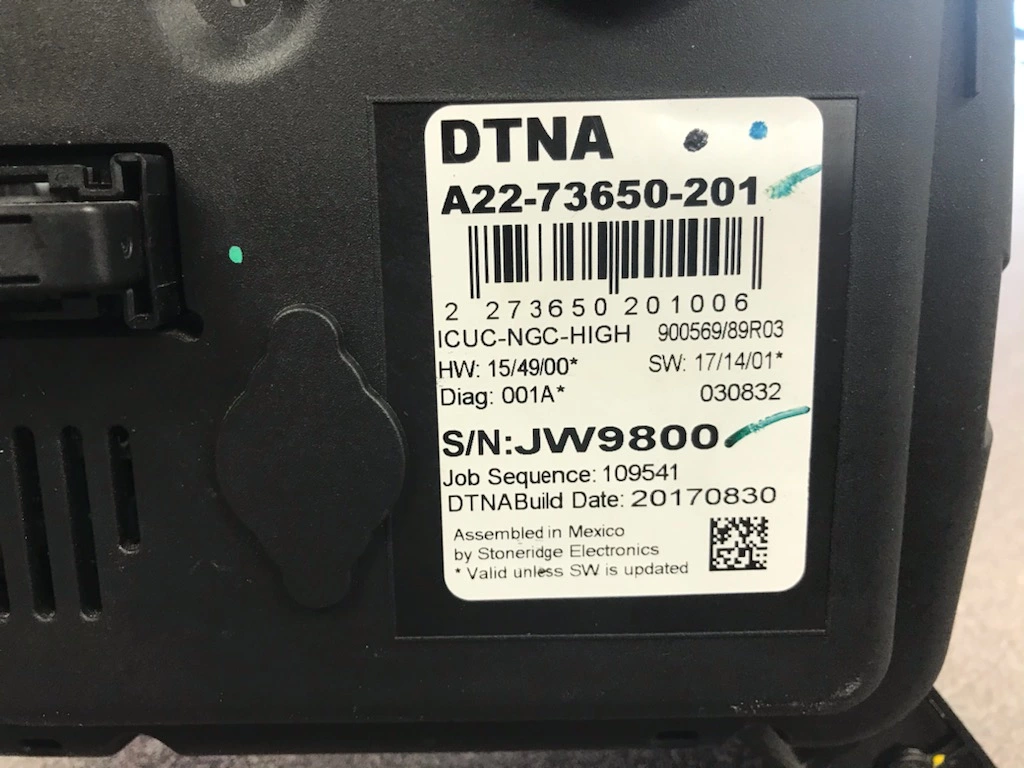 DTNA
A22-73650-201
2 273650 201006
ICUC-NGC-HIGH 900569/89R03
HW: 15/49/00* SW: 17/14/01*
Diag: 001A* 030832
S/N:JW9800
Job Sequence: 109541
DTNABuild Date: 20170830
Assembled in Mexico
by Stoneridge Electronics
* Valid unless SW is updated